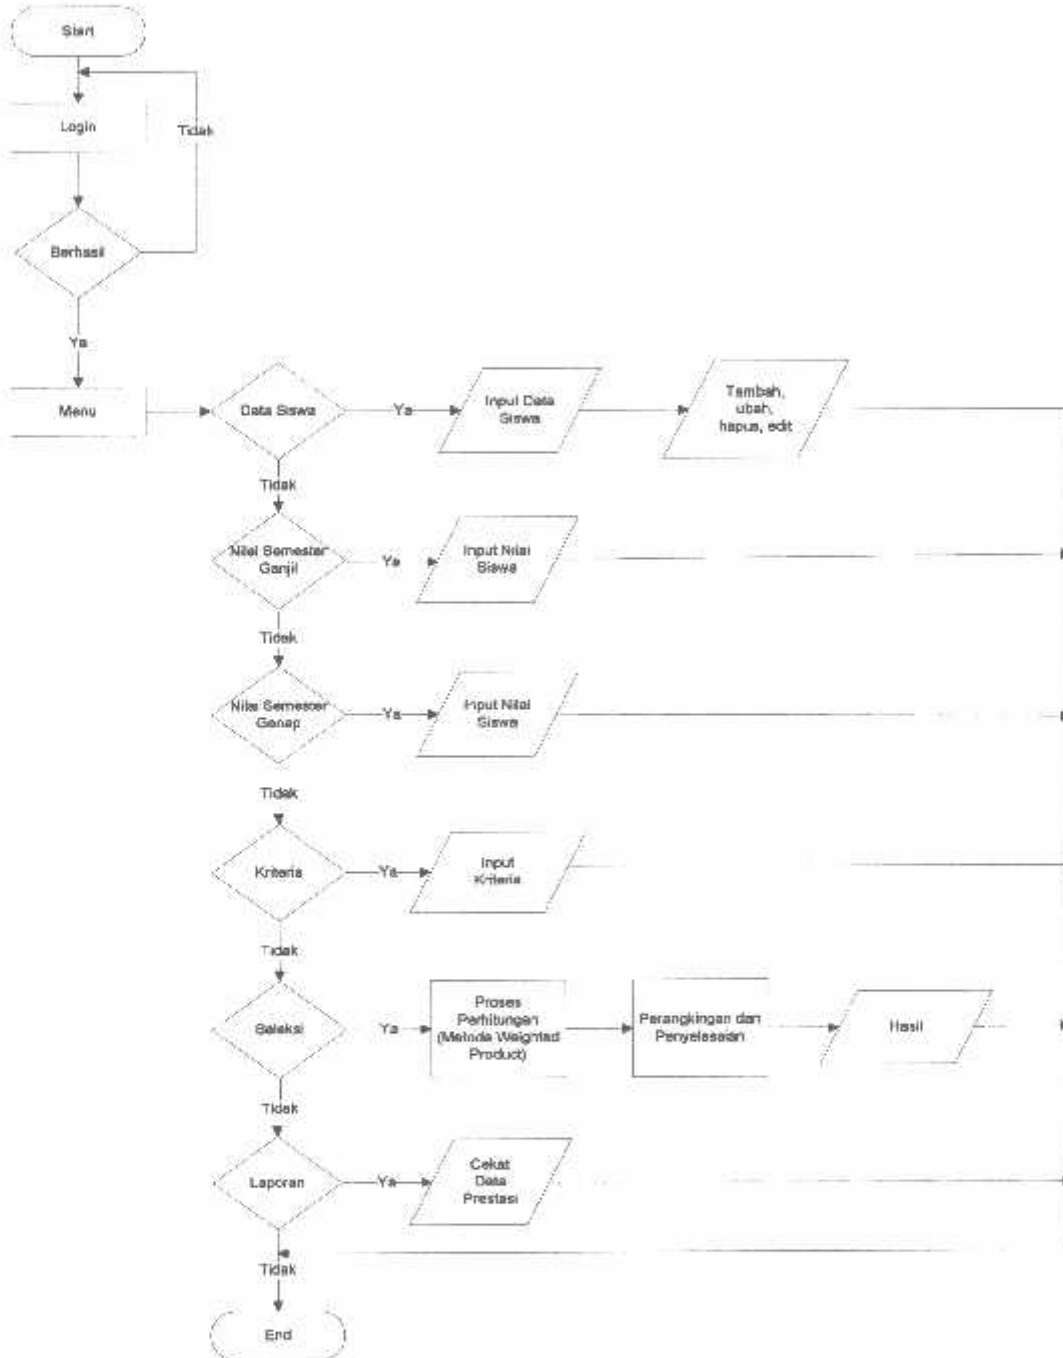 Start
Login
Tidak
Berhasil
Ya
Menu
Data Siswa
Ya
Input Data
Siswa
Tambah,
ubah,
hapus, edit
Tidak
Nilai Semester
Ganjil
Ya
Input Nilai
Siswa
Tidak
Nilai Semester
Genap
Ya
Input Nilai
Siswa
Tidak
Kriteria
Ya
Input
Kriteria
Tidak
Seleksi
Ya
Proses
Perhitungan
(Metode Weighted
Product)
Perangkingan dan
Penyelesaian
Hasil
Tidak
Laporan
Ya
Cekat
Data
Prestasi
Tidak
End